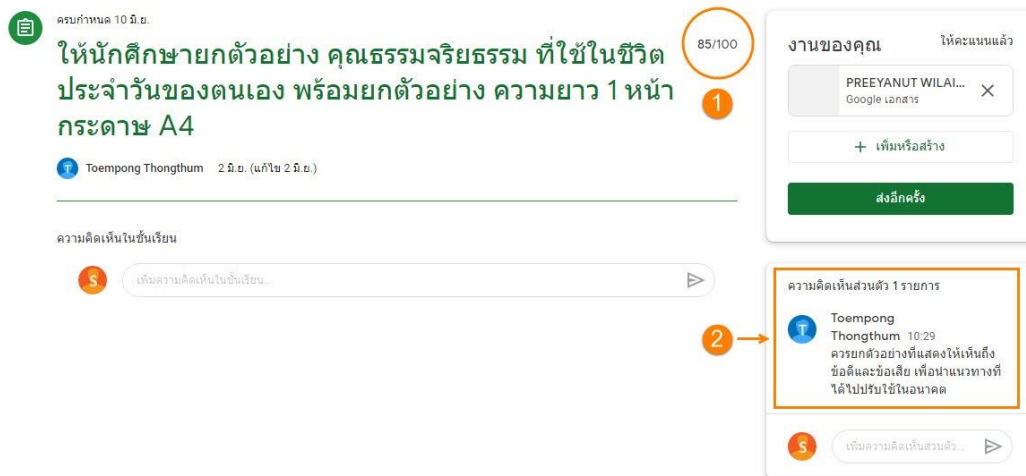 ครบกำหนด 10 มิ.ย.
ให้นักศึกษายกตัวอย่าง คุณธรรมจริยธรรม ที่ใช้ในชีวิต
ประจำวันของตนเอง พร้อมยกตัวอย่าง ความยาว 1 หน้า
กระดาษ A4
85/100
1
T
Toempong Thongthum 2 มิ.ย. (แก้ไข 2 มิ.ย.)
ความคิดเห็นในชั้นเรียน
S
เพิ่มความคิดเห็นในชั้นเรียน...
งานของคุณ
ให้คะแนนแล้ว
PREEYANUT WILAI...
Google เอกสาร
+ เพิ่มหรือสร้าง
ส่งอีกครั้ง
2
ความคิดเห็นส่วนตัว 1 รายการ
T
Toempong
Thongthum 10:29
ควรยกตัวอย่างที่แสดงให้เห็นถึง
ข้อดีและข้อเสีย เพื่อนำแนวทางที่
ได้ไปปรับใช้ในอนาคต
S
เพิ่มความคิดเห็นส่วนตัว...